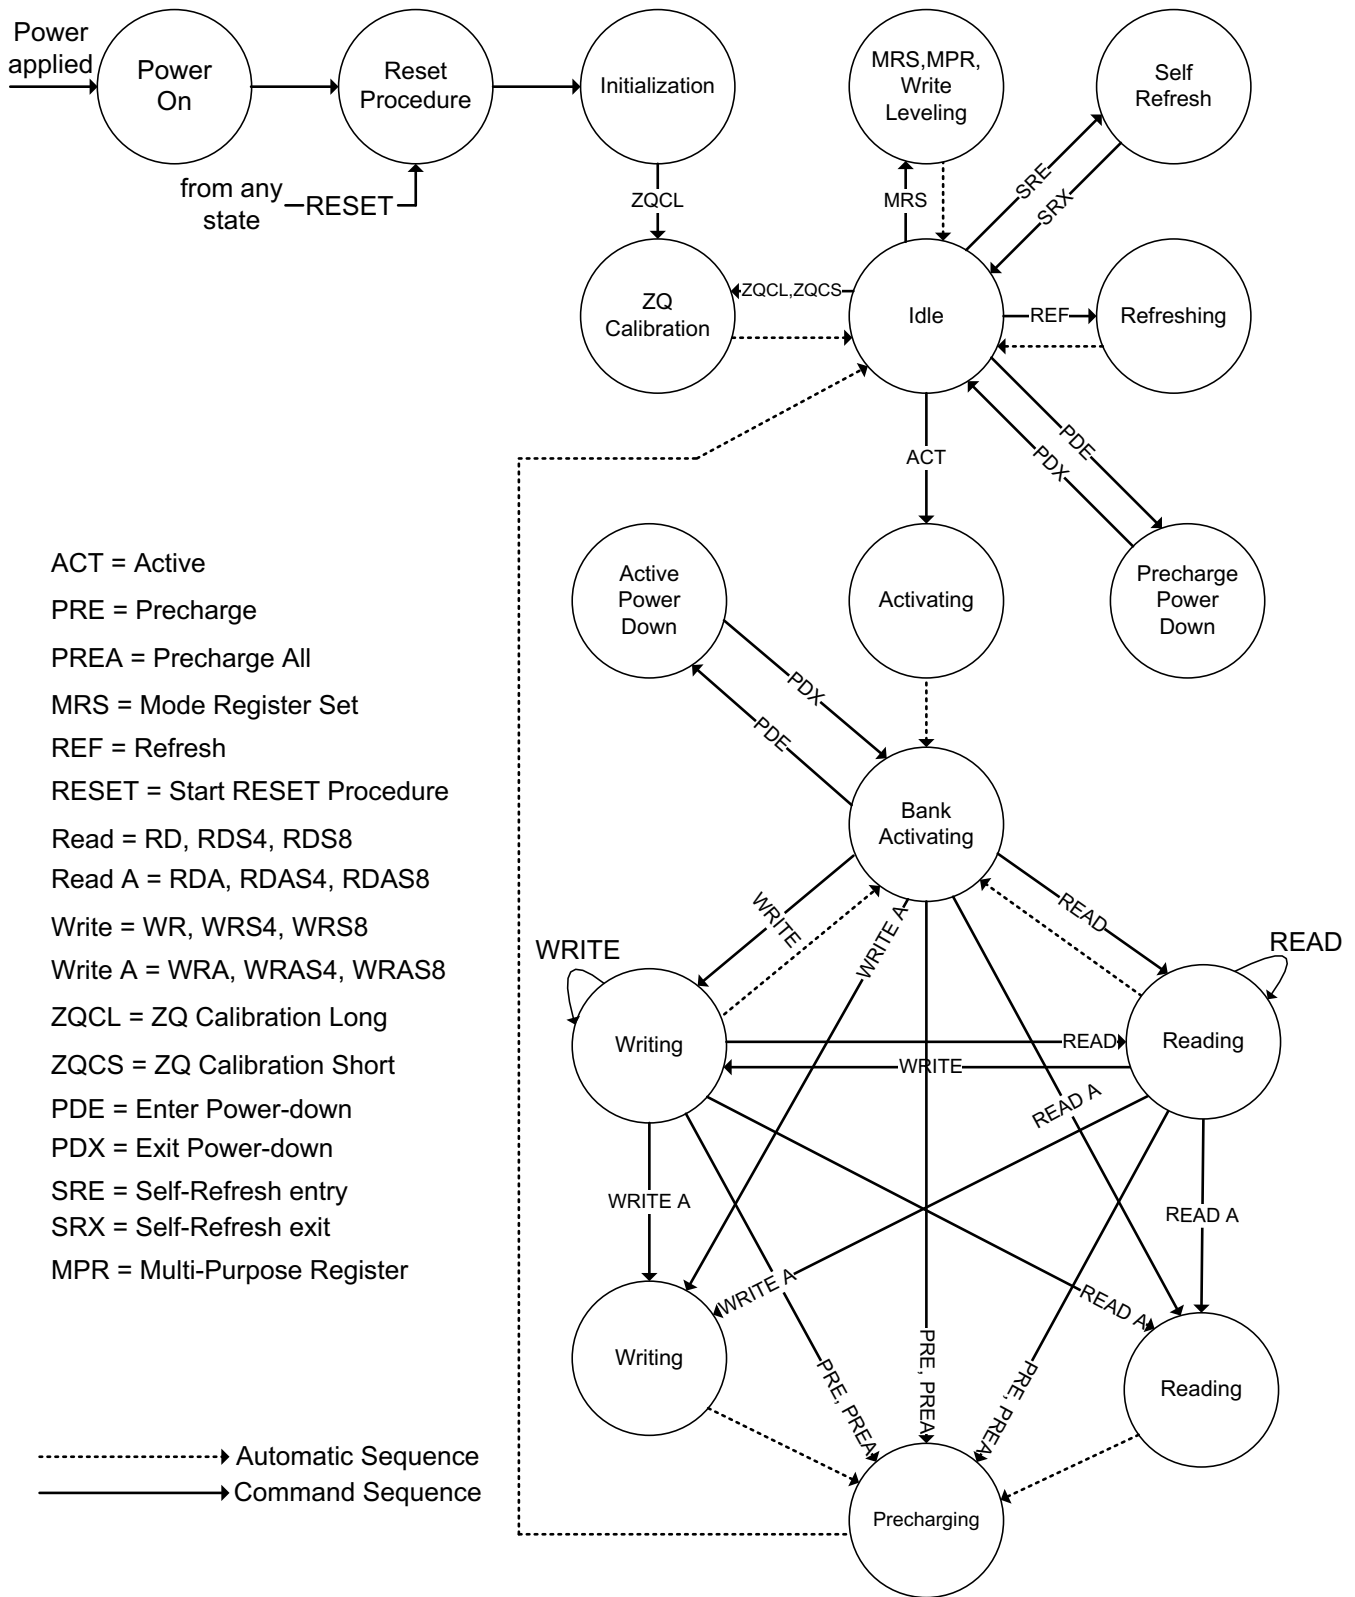 Power
applied
Power
On
Reset
Procedure
Initialization
MRS,MPR,
Write
Leveling
Self
Refresh
from any
state
RESET
ZQCL
MRS
SRE
SRX
ZQ
Calibration
ZQCL,ZQCS
Idle
REF
Refreshing
ACT
PDE
PDX
Active
Power
Down
Activating
Precharge
Power
Down
PDX
PDE
Bank
Activating
WRITE
WRITE A
READ
WRITE
READ
Writing
READ
Reading
WRITE
READ A
WRITE A
READ A
WRITE A
READ A
Writing
PRE, PREA
PRE, PREA
PRE, PREA
Reading
Precharging
ACT = Active
PRE = Precharge
PREA = Precharge All
MRS = Mode Register Set
REF = Refresh
RESET = Start RESET Procedure
Read = RD, RDS4, RDS8
Read A = RDA, RDAS4, RDAS8
Write = WR, WRS4, WRS8
Write A = WRA, WRAS4, WRAS8
ZQCL = ZQ Calibration Long
ZQCS = ZQ Calibration Short
PDE = Enter Power-down
PDX = Exit Power-down
SRE = Self-Refresh entry
SRX = Self-Refresh exit
MPR = Multi-Purpose Register
Automatic Sequence
Command Sequence